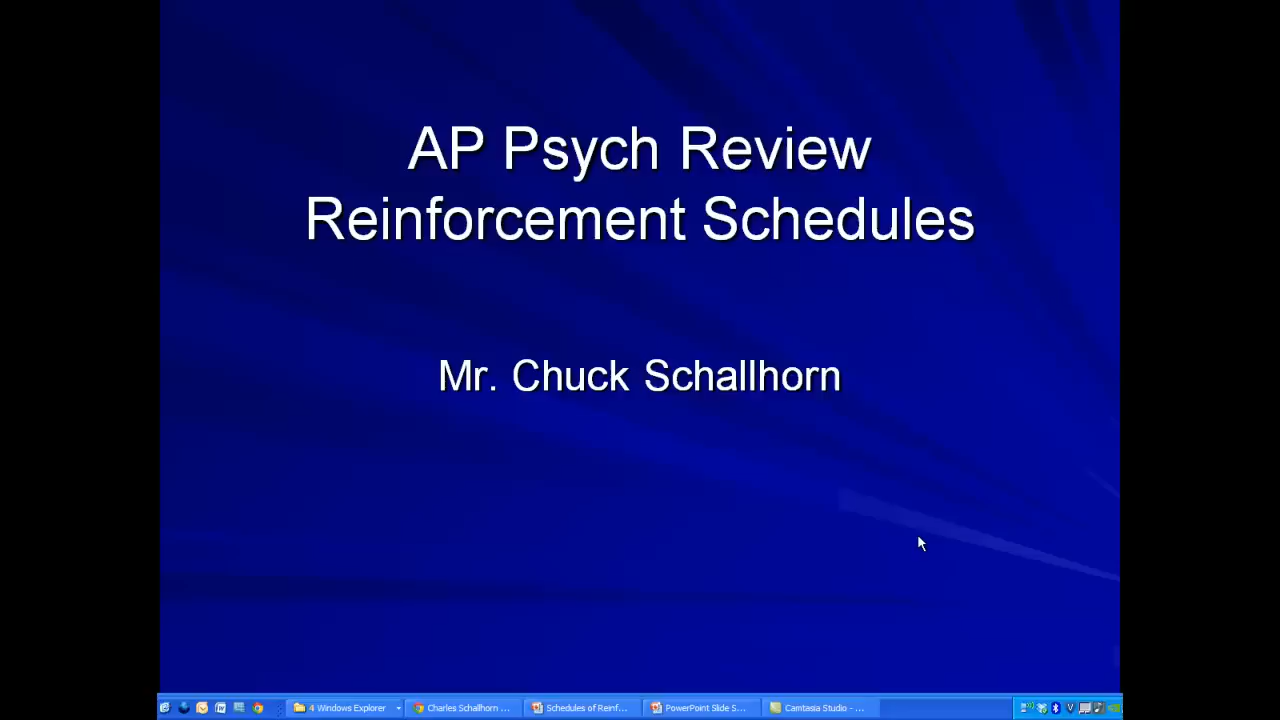 AP Psych Review
Reinforcement Schedules
Mr. Chuck Schallhorn
4 Windows Explorer
Charles Schallhorn ...
Schedules of Reinf...
PowerPoint Slide S...
Camtasia Studio - ...